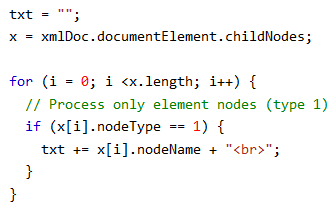 txt = "";
x = xmlDoc.documentElement.childNodes;
for (i = 0; i <x.length; i++) {
// Process only element nodes (type 1)
if (x[i].nodeType == 1) {
txt += x[i].nodeName + "<br>";
}
}